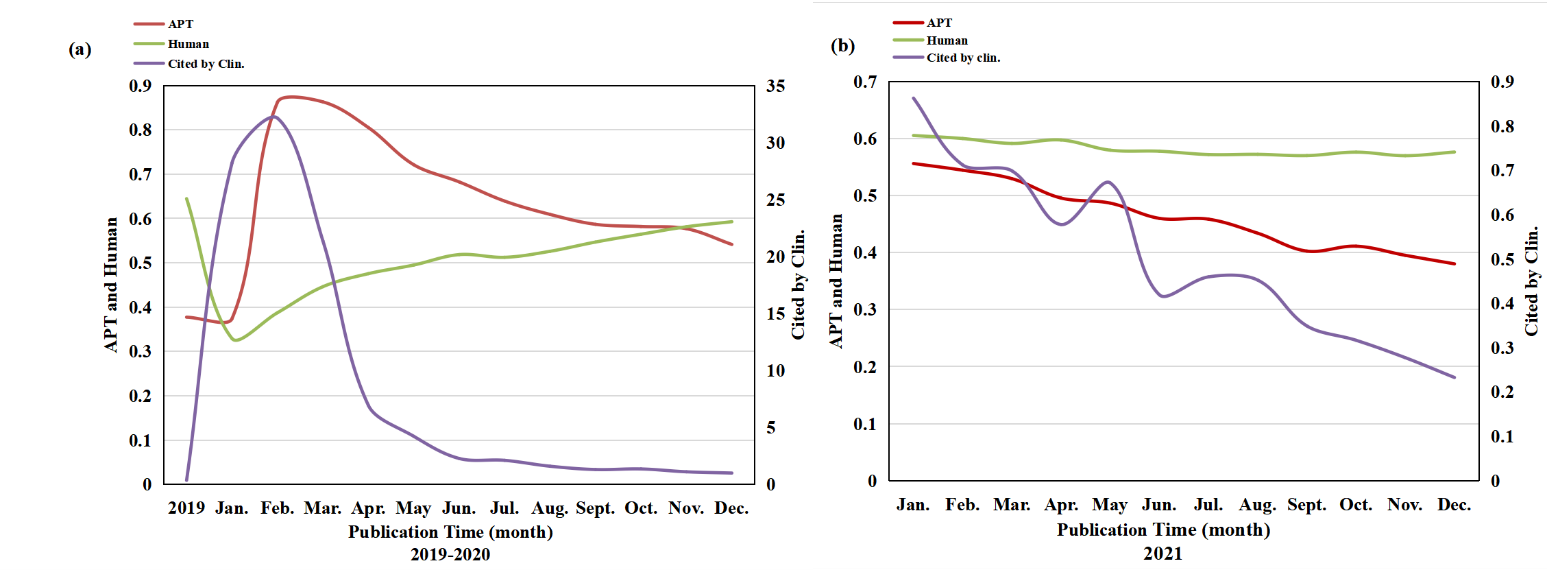 (a)
APT
Human
Cited by Clin.
0.9
0.8
0.7
0.6
0.5
0.4
0.3
0.2
0.1
0
APT and Human
35
30
25
20
15
10
5
0
Cited by Clin.
2019 Jan. Feb. Mar. Apr. May Jun. Jul. Aug. Sept. Oct. Nov. Dec.
Publication Time (month)
2019-2020
(b)
APT
Human
Cited by clin.
0.7
0.6
0.5
0.4
0.3
0.2
0.1
0
APT and Human
0.9
0.8
0.7
0.6
0.5
0.4
0.3
0.2
0.1
0
Cited by Clin.
Jan. Feb. Mar. Apr. May Jun. Jul. Aug. Sept. Oct. Nov. Dec.
Publication Time (month)
2021